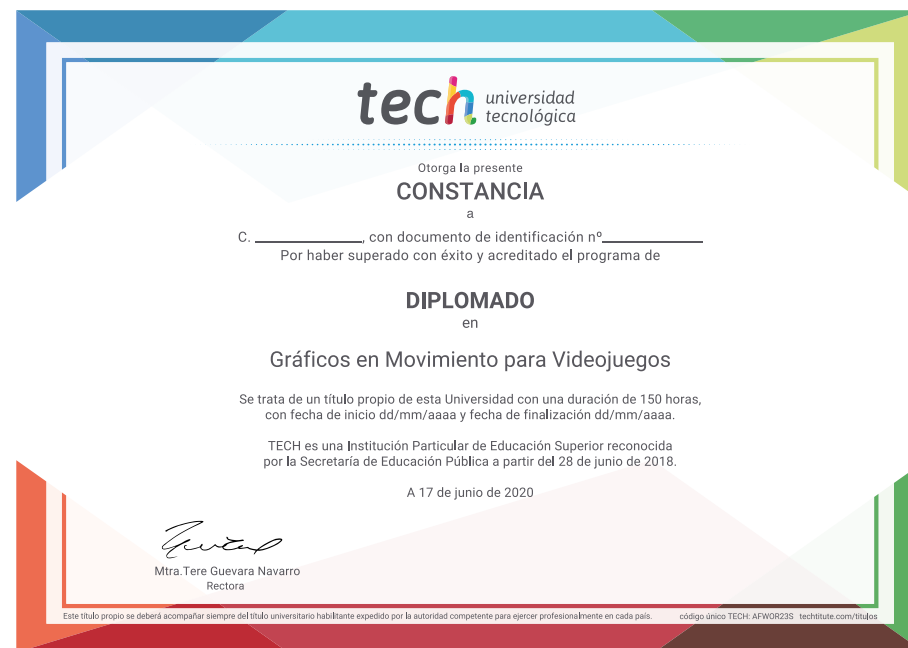 tech universidad
tecnológica
Otorga la presente
CONSTANCIA
a
C. ________________, con documento de identificación nº_______________
Por haber superado con éxito y acreditado el programa de
DIPLOMADO
en
Gráficos en Movimiento para Videojuegos
Se trata de un título propio de esta Universidad con una duración de 150 horas,
con fecha de inicio dd/mm/aaaa y fecha de finalización dd/mm/aaaa.
TECH es una Institución Particular de Educación Superior reconocida
por la Secretaría de Educación Pública a partir del 28 de junio de 2018.
A 17 de junio de 2020
Mtra.Tere Guevara Navarro
Rectora
Este título propio se deberá acompañar siempre del título universitario habilitante expedido por la autoridad competente para ejercer profesionalmente en cada país. código único TECH: AFWOR23S techtitute.com/titulos